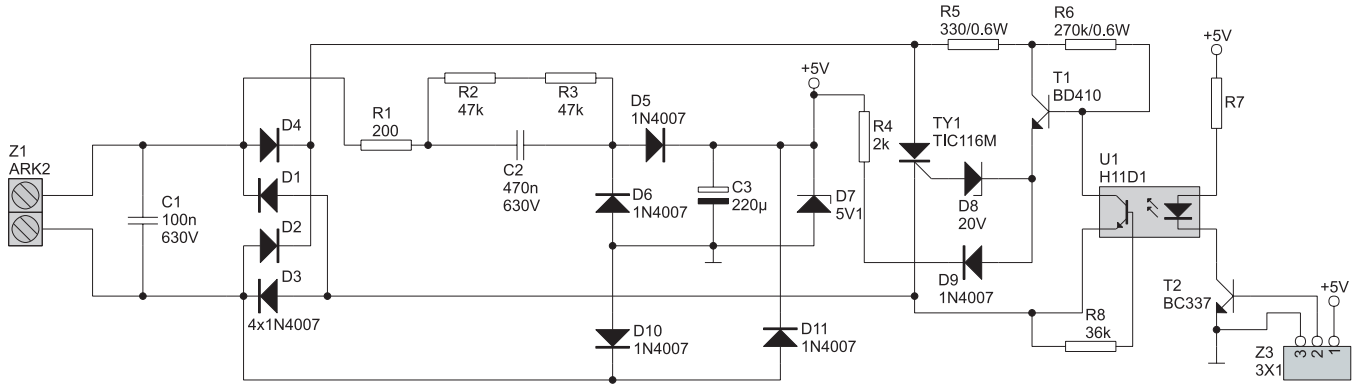 Z1
ARK2
C1
100n
630V
D4
D1
D2
D3
4x1N4007
R1
200
R2
47k
R3
47k
C2
470n
630V
D5
1N4007
D6
1N4007
C3
220µ
D10
1N4007
D11
1N4007
+5V
D7
5V1
R4
2k
TY1
TIC116M
D8
20V
D9
1N4007
R5
330/0.6W
R6
270k/0.6W
T1
BD410
U1
H11D1
R8
36k
+5V
R7
T2
BC337
+5V
Z3
3X1
3 2 1